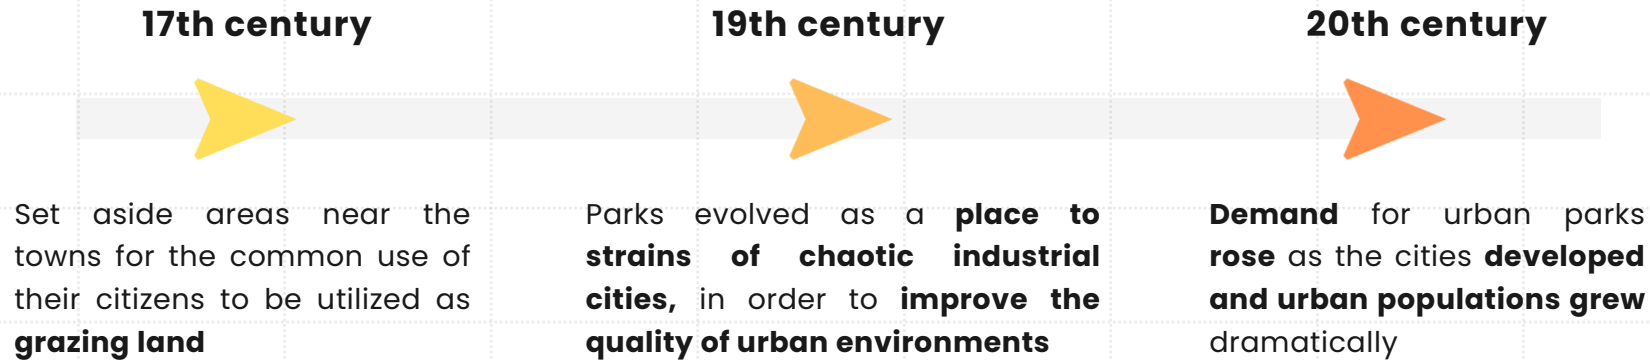 17th century
Set aside areas near the
towns for the common use of
their citizens to be utilized as
grazing land
19th century
Parks evolved as a place to
strains of chaotic industrial
cities, in order to improve the
quality of urban environments
20th century
Demand for urban parks
rose as the cities developed
and urban populations grew
dramatically